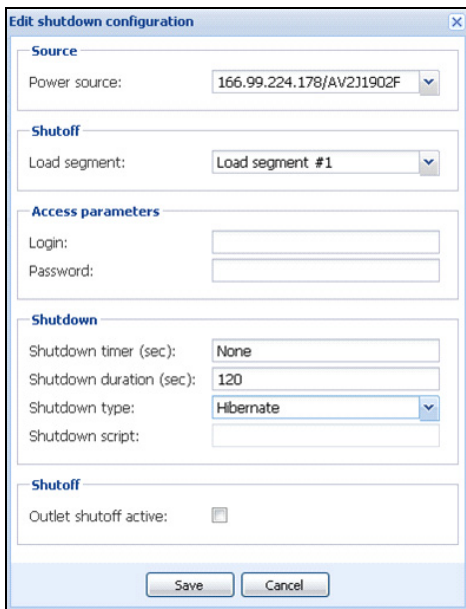 Edit shutdown configuration
Source
Power source: 166.99.224.178/AV2J1902F
Shutoff
Load segment: Load segment #1
Access parameters
Login:
Password:
Shutdown
Shutdown timer (sec): None
Shutdown duration (sec): 120
Shutdown type: Hibernate
Shutdown script:
Shutoff
Outlet shutoff active:
Save Cancel